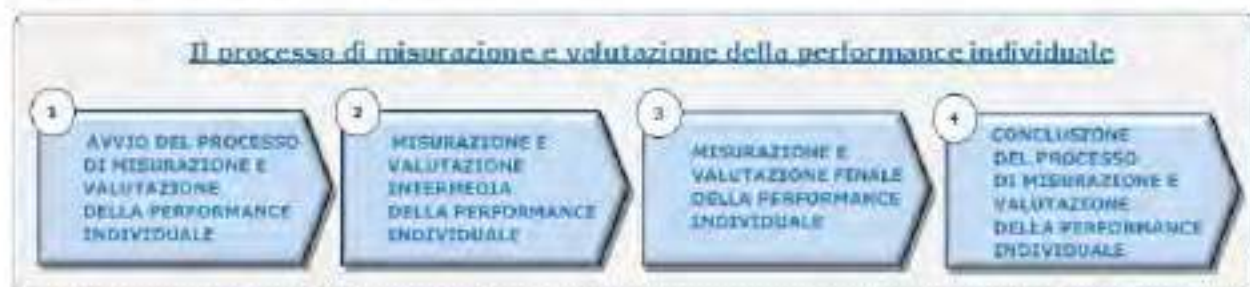 Il processo di misurazione e valutazione della performance individuale
1
AVVIO DEL PROCESSO
DI MISURAZIONE E
VALUTAZIONE
DELLA PERFORMANCE
INDIVIDUALE
2
MISURAZIONE E
VALUTAZIONE
INTERMEDIA
DELLA PERFORMANCE
INDIVIDUALE
3
MISURAZIONE E
VALUTAZIONE FINALE
DELLA PERFORMANCE
INDIVIDUALE
4
CONCLUSIONE
DEL PROCESSO
DI MISURAZIONE E
VALUTAZIONE
DELLA PERFORMANCE
INDIVIDUALE